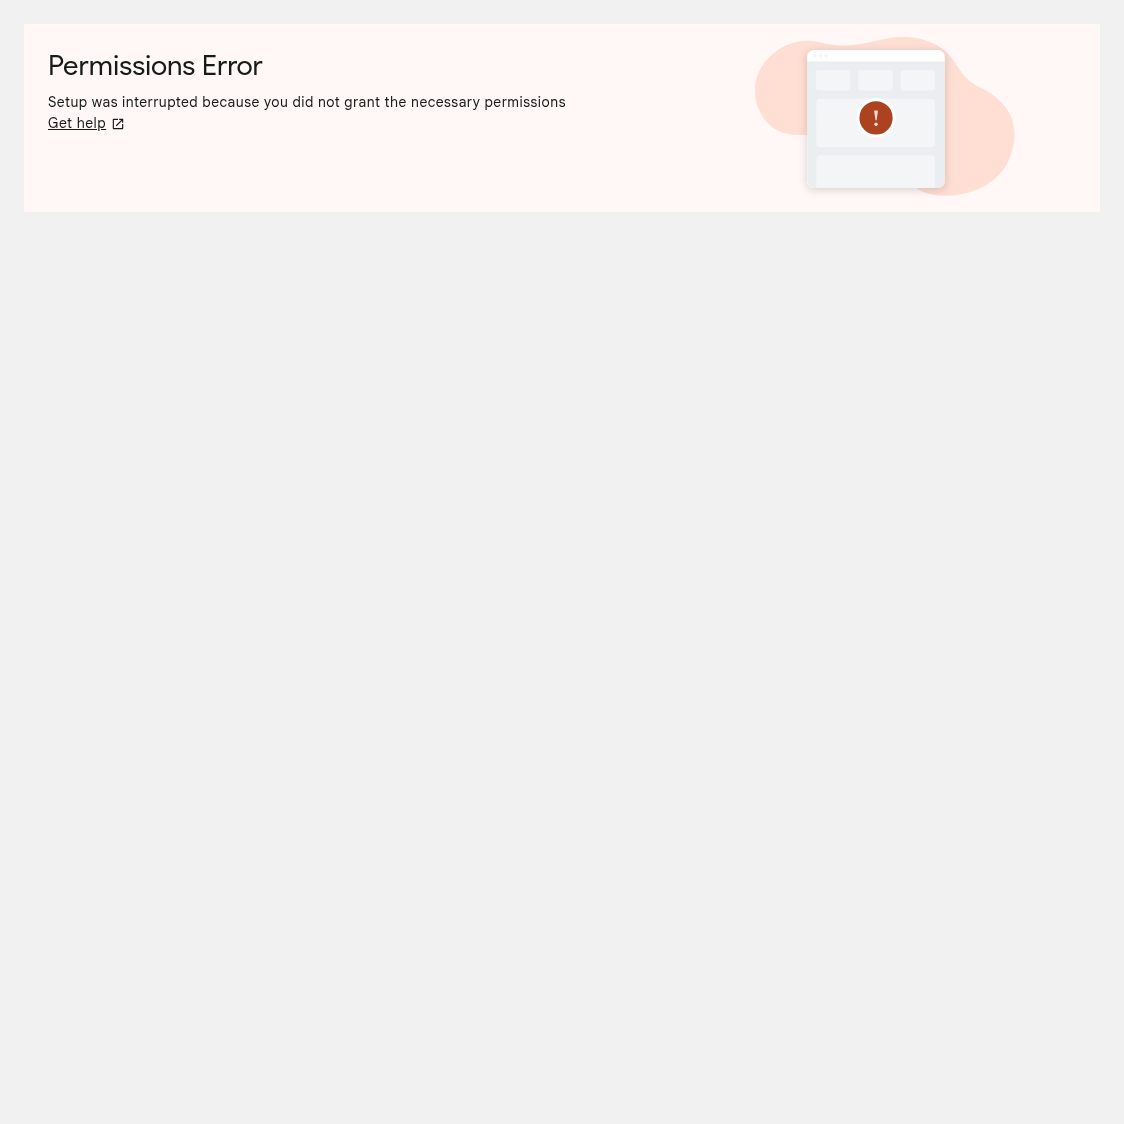 Permissions Error
Setup was interrupted because you did not grant the necessary permissions
Get help
!